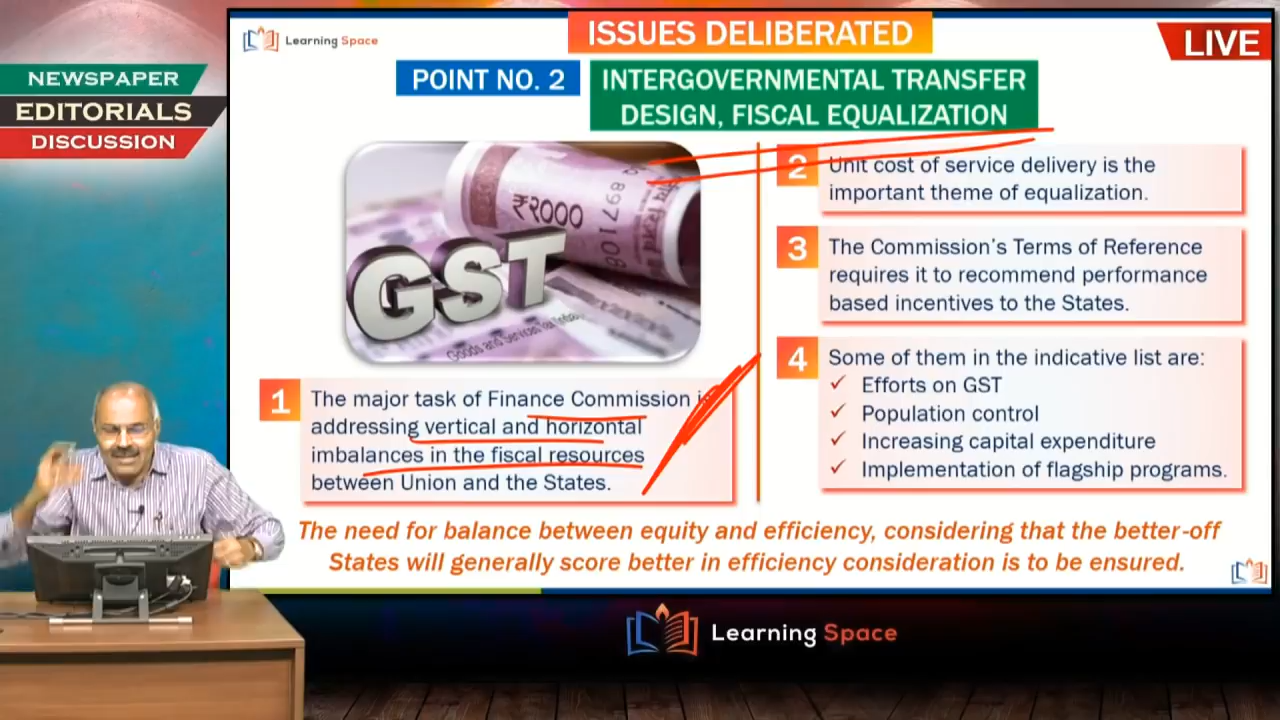 ISSUES DELIBERATED
Learning Space
LIVE
NEWSPAPER
EDITORIALS
DISCUSSION
POINT NO. 2
INTERGOVERNMENTAL TRANSFER
DESIGN, FISCAL EQUALIZATION
₹2000
897108
GST
Goods and Services Tax
1
The major task of Finance Commission
addressing vertical and horizontal
imbalances in the fiscal resources
between Union and the States.
2
Unit cost of service delivery is the
important theme of equalization.
3
The Commission's Terms of Reference
requires it to recommend performance
based incentives to the States.
4
Some of them in the indicative list are:
✓ Efforts on GST
✓ Population control
✓ Increasing capital expenditure
✓ Implementation of flagship programs.
The need for balance between equity and efficiency, considering that the better-off
States will generally score better in efficiency consideration is to be ensured.
Learning Space